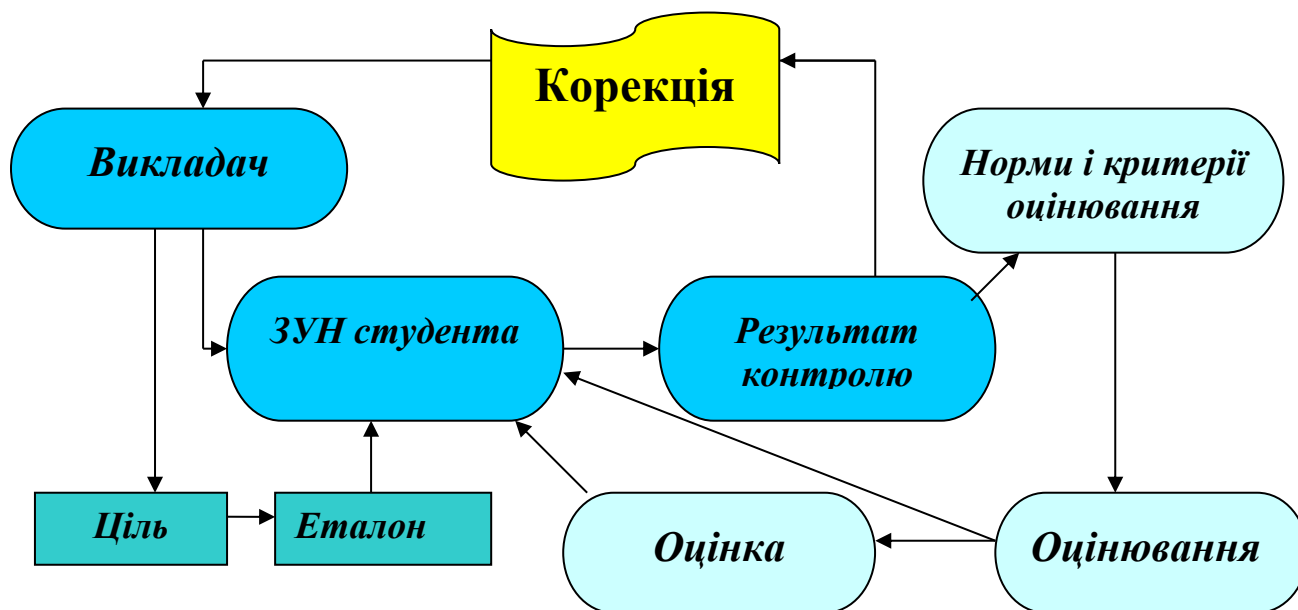 Корекція
Викладач
Норми і критерії
оцінювання
ЗУН студента
Результат
контролю
Ціль
Еталон
Оцінка
Оцінювання